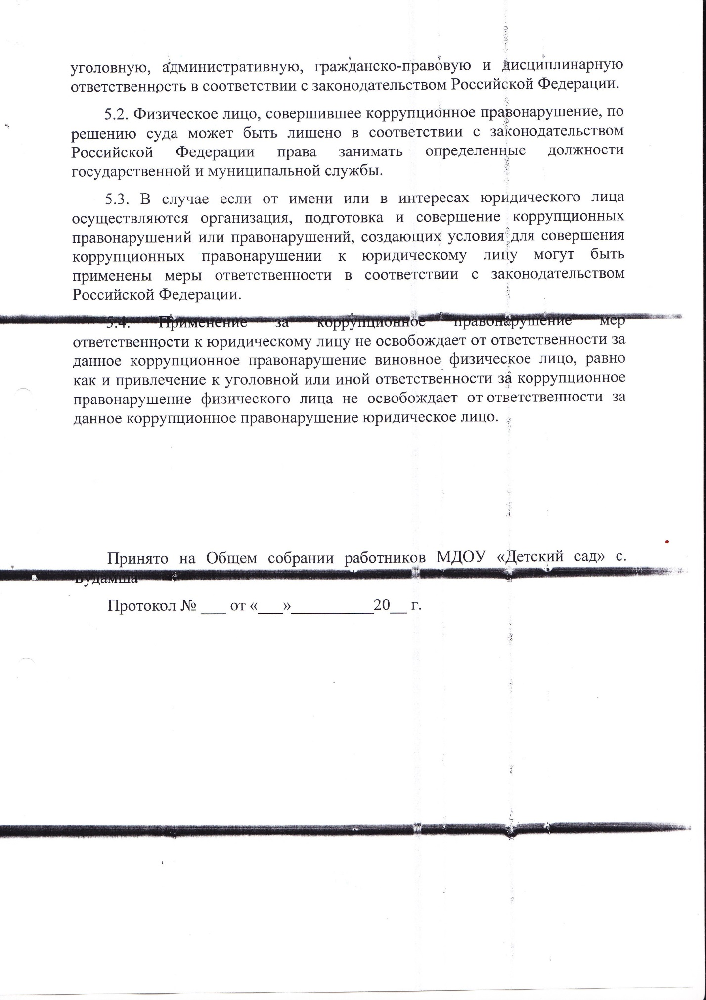 уголовную, административную, гражданско-правовую и дисциплинарную
ответственность в соответствии с законодательством Российской Федерации.
5.2. Физическое лицо, совершившее коррупционное правонарушение, по
решению суда может быть лишено в соответствии с законодательством
Российской Федерации права занимать определенные должности
государственной и муниципальной службы.
5.3. В случае если от имени или в интересах юридического лица
осуществляются организация, подготовка и совершение коррупционных
правонарушений или правонарушений, создающих условия для совершения
коррупционных правонарушении к юридическому лицу могут быть
применены меры ответственности в соответствии с законодательством
Российской Федерации.
5.4. Применение за коррупционное правонарушение мер
ответственности к юридическому лицу не освобождает от ответственности за
данное коррупционное правонарушение виновное физическое лицо, равно
как и привлечение к уголовной или иной ответственности за коррупционное
правонарушение физического лица не освобождает от ответственности за
данное коррупционное правонарушение юридическое лицо.
Принято на Общем собрании работников МДОУ «Детский сад» с.
Будамша
Протокол № ___ от «___»__________20__ г.